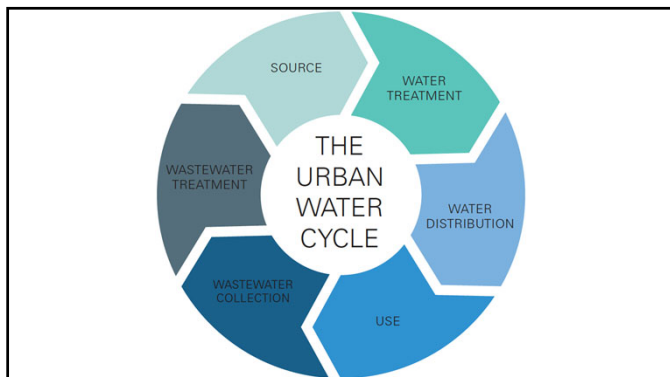 THE
URBAN
WATER
CYCLE
SOURCE
WATER
TREATMENT
WATER
DISTRIBUTION
USE
WASTEWATER
COLLECTION
WASTEWATER
TREATMENT